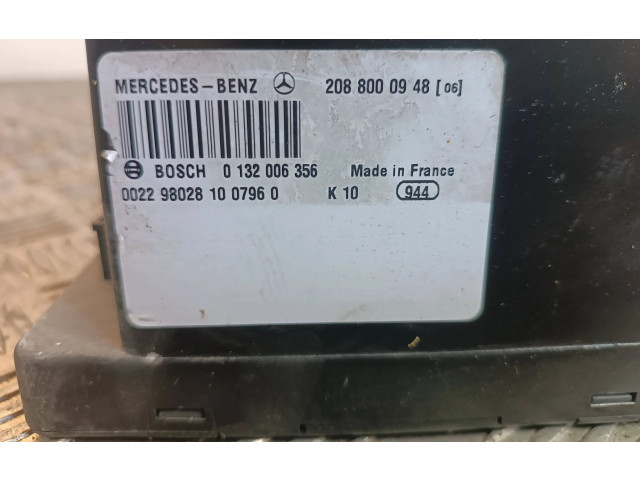 MERCEDES-BENZ 208 800 09 48 [06]
BOSCH 0 132 006 356 Made in France
0022 98028 10 0796 0 K 10 944